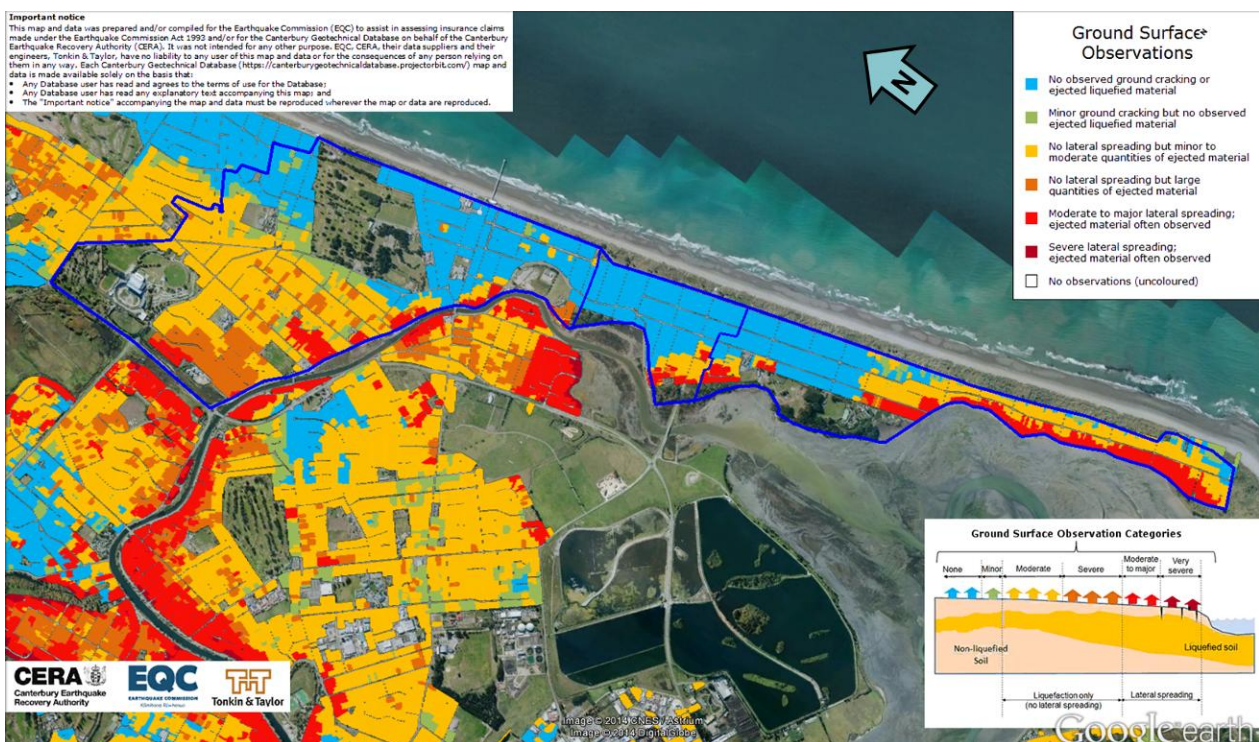 Important notice
This map and data was prepared and/or compiled for the Earthquake Commission (EQC) to assist in assessing insurance claims
made under the Earthquake Commission Act 1993 and/or for the Canterbury Geotechnical Database on behalf of the Canterbury
Earthquake Recovery Authority (CERA). It was not intended for any other purpose. EQC, CERA, their data suppliers and their
engineers, Tonkin & Taylor, have no liability to any user of this map and data or for the consequences of any person relying on
them in any way. Each Canterbury Geotechnical Database (https://canterburygeotechnicaldatabase.projectorbit.com/) map and
data is made available solely on the basis that:
• Any Database user has read and agrees to the terms of use for the Database;
• Any Database user has read any explanatory text accompanying this map; and
• The "Important notice" accompanying the map and data must be reproduced wherever the map or data are reproduced.
N
Ground Surface
Observations
No observed ground cracking or
ejected liquefied material
Minor ground cracking but no observed
ejected liquefied material
No lateral spreading but minor to
moderate quantities of ejected material
No lateral spreading but large
quantities of ejected material
Moderate to major lateral spreading;
ejected material often observed
Severe lateral spreading;
ejected material often observed
No observations (uncoloured)
Ground Surface Observation Categories
None
Minor
Moderate
Severe
Moderate
to major
Very
severe
Non-liquefied
Soil
Liquefied soil
Liquefaction only
(no lateral spreading)
Lateral spreading
CERA
Canterbury Earthquake
Recovery Authority
EQC
EARTHQUAKE COMMISSION
T+T
Tonkin & Taylor
Image © 2014 CNES / Astrium
Image © 2014 DigitalGlobe
Google earth